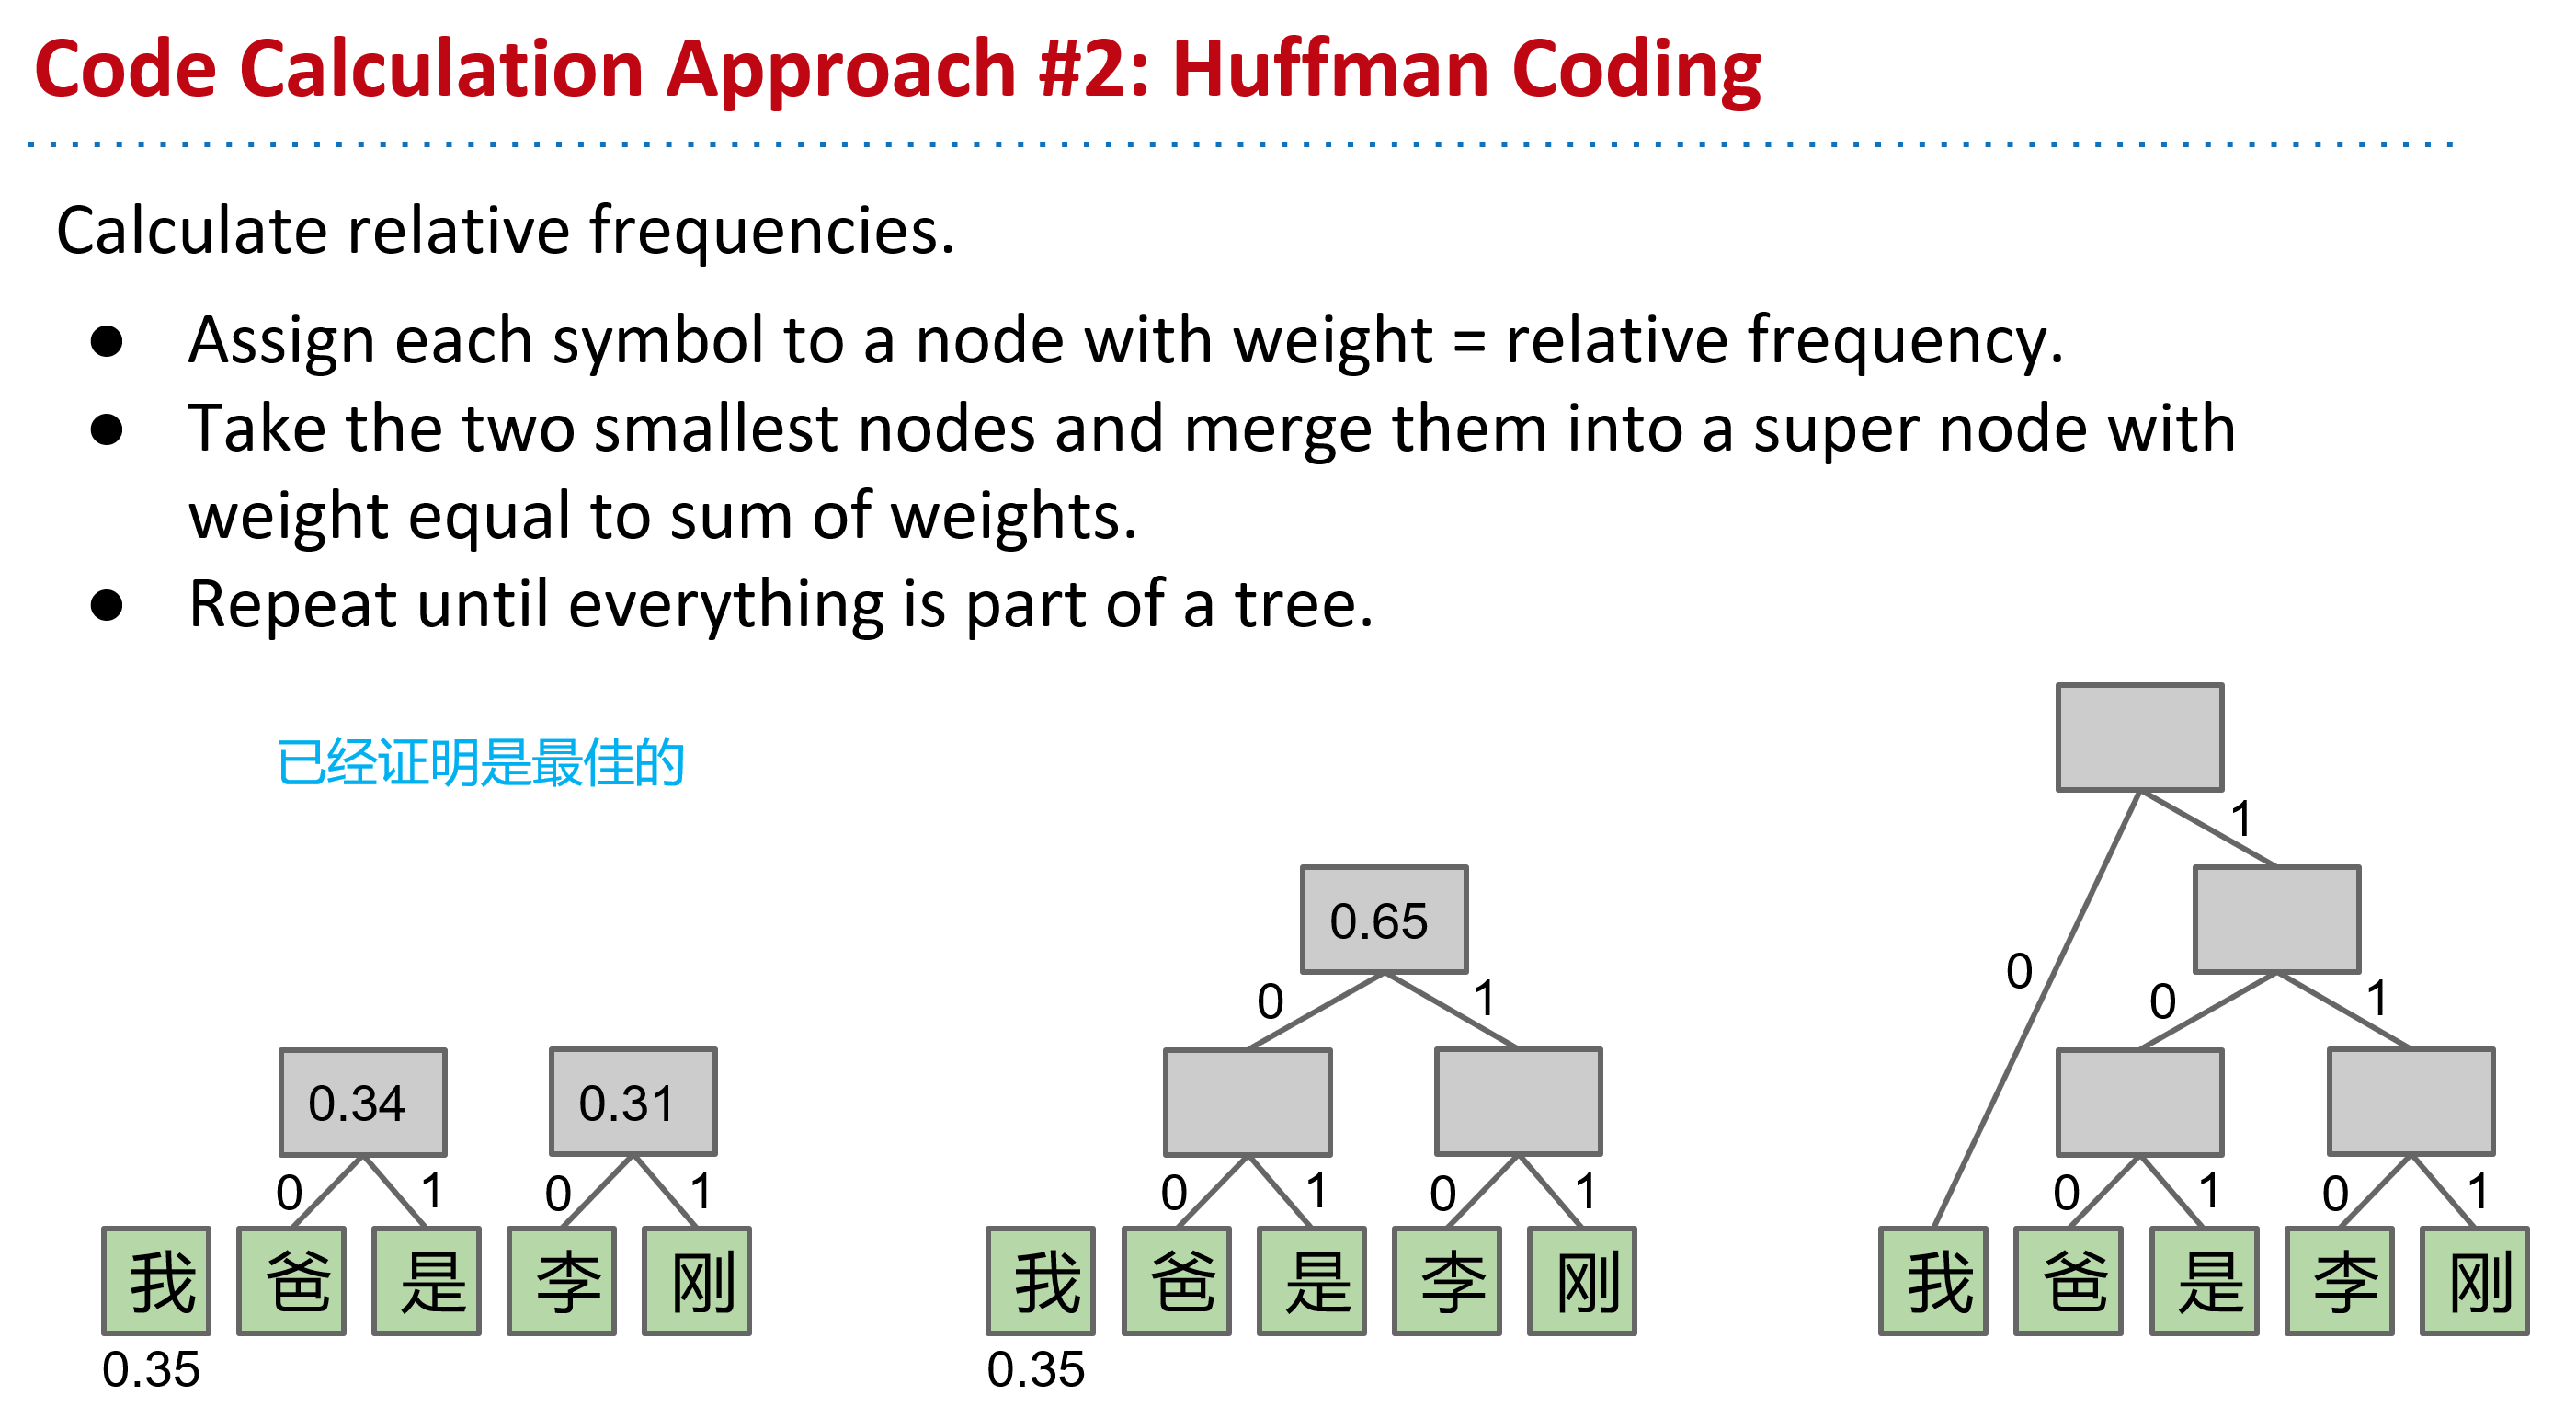 Code Calculation Approach #2: Huffman Coding
Calculate relative frequencies.
● Assign each symbol to a node with weight = relative frequency.
● Take the two smallest nodes and merge them into a super node with
weight equal to sum of weights.
● Repeat until everything is part of a tree.
已经证明是最佳的
0.34 0.31
0 1 0 1
我 爸 是 李 刚
0.35
0.65
0 1
0 1 0 1
我 爸 是 李 刚
0.35
1
0
0 1
0 1 0 1
我 爸 是 李 刚